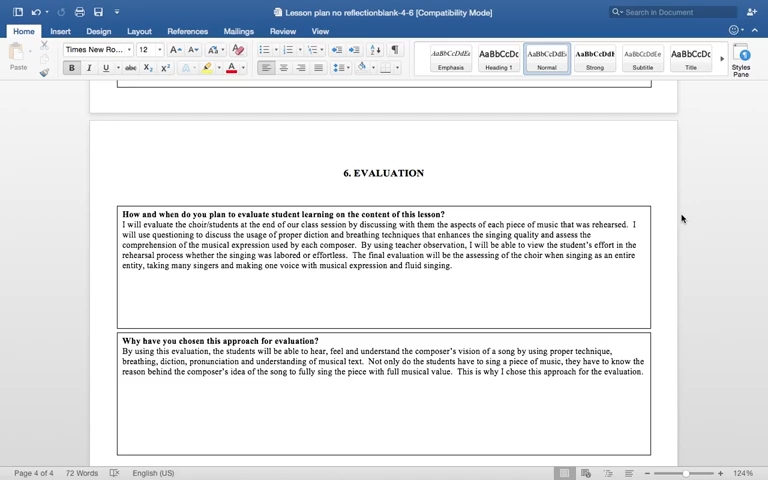 Lesson plan no reflectionblank-4-6 [Compatibility Mode]
Search in Document
Home Insert Design Layout References Mailings Review View
Times New Ro... 12
Paste
B I U abc X2 X2 A
AaBbCcDdEe AaBbCcDc AaBbCcDdEe AaBbCcDdE AaBbCcDdEe AaBbCcDc
Emphasis Heading 1 Normal Strong Subtitle Title
Styles
Pane
6. EVALUATION
How and when do you plan to evaluate student learning on the content of this lesson?
I will evaluate the choir/students at the end of our class session by discussing with them the aspects of each piece of music that was rehearsed. I
will use questioning to discuss the usage of proper diction and breathing techniques that enhances the singing quality and assess the
comprehension of the musical expression used by each composer. By using teacher observation, I will be able to view the student's effort in the
rehearsal process whether the singing was labored or effortless. The final evaluation will be the assessing of the choir when singing as an entire
entity, taking many singers and making one voice with musical expression and fluid singing.
Why have you chosen this approach for evaluation?
By using this evaluation, the students will be able to hear, feel and understand the composer's vision of a song by using proper technique,
breathing, diction, pronunciation and understanding of musical text. Not only do the students have to sing a piece of music, they have to know the
reason behind the composer's idea of the song to fully sing the piece with full musical value. This is why I chose this approach for the evaluation.
Page 4 of 4 72 Words English (US) 124%